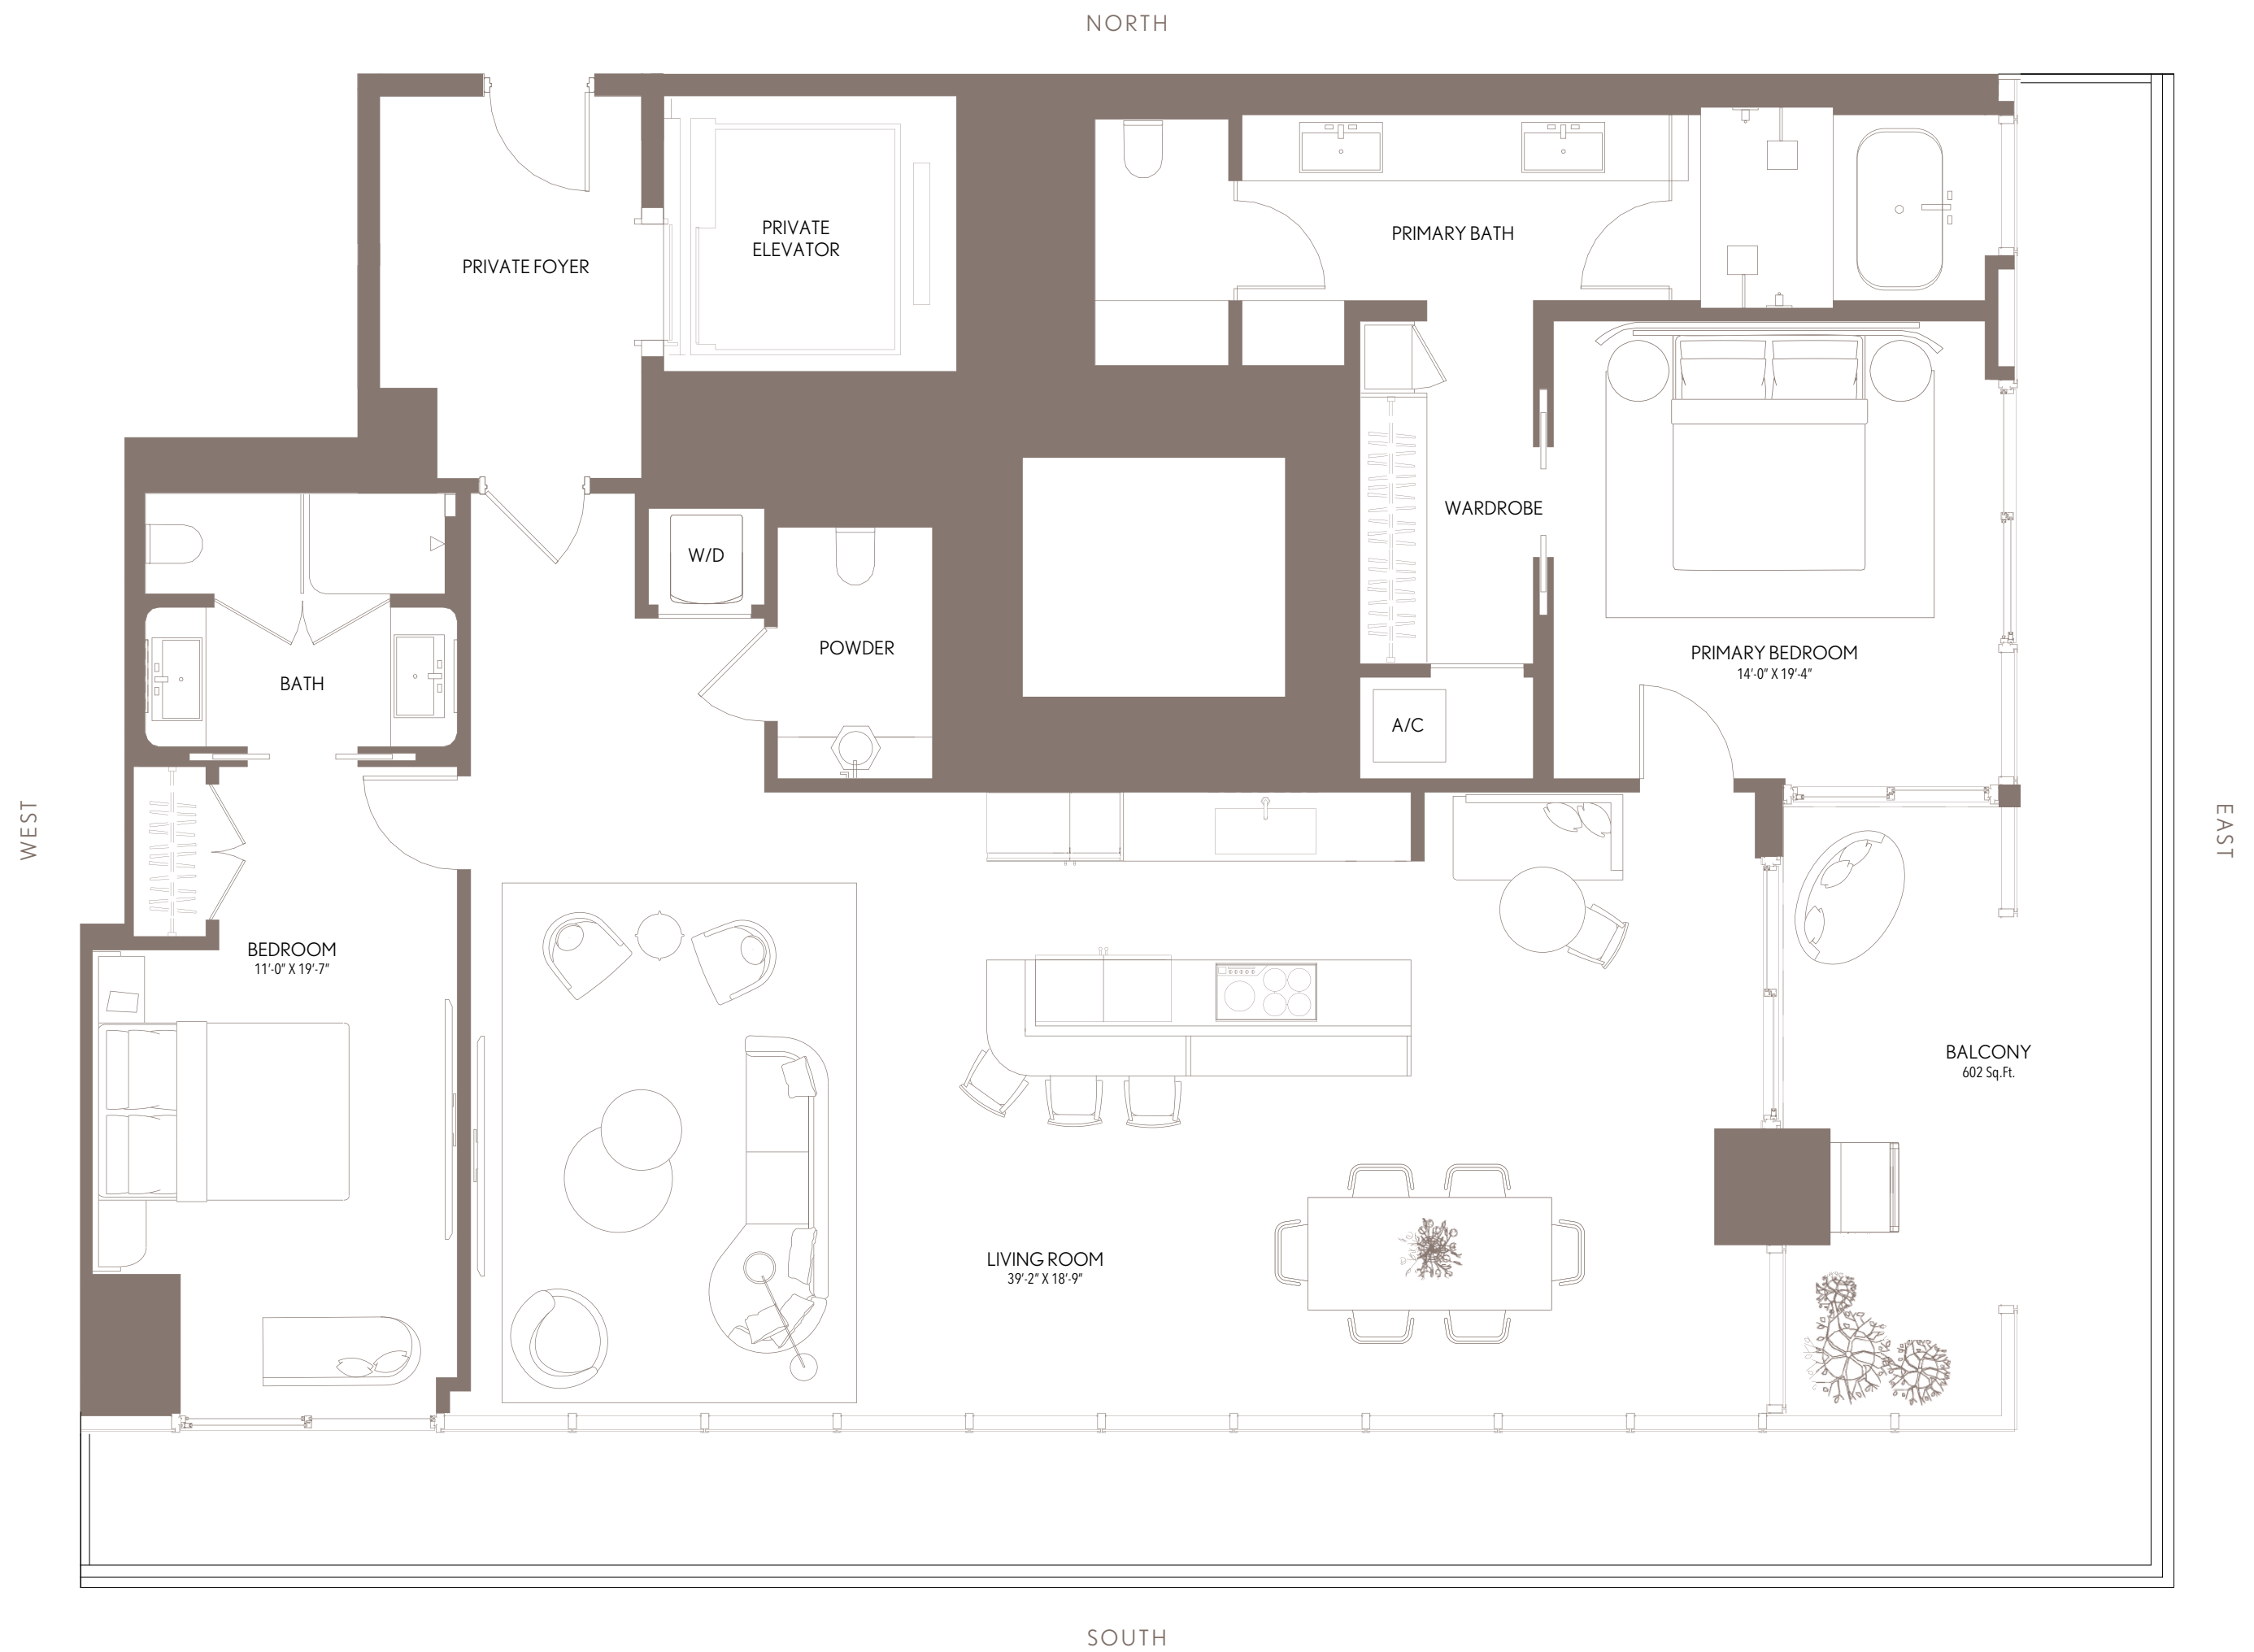 NORTH
PRIVATE
ELEVATOR
PRIVATE FOYER
PRIMARY BATH
WARDROBE
W/D
POWDER
PRIMARY BEDROOM
14'-0" X 19'-4"
BATH
A/C
WEST
EAST
BEDROOM
11'-0" X 19'-7"
BALCONY
602 Sq.Ft.
LIVING ROOM
39'-2" X 18'-9"
SOUTH